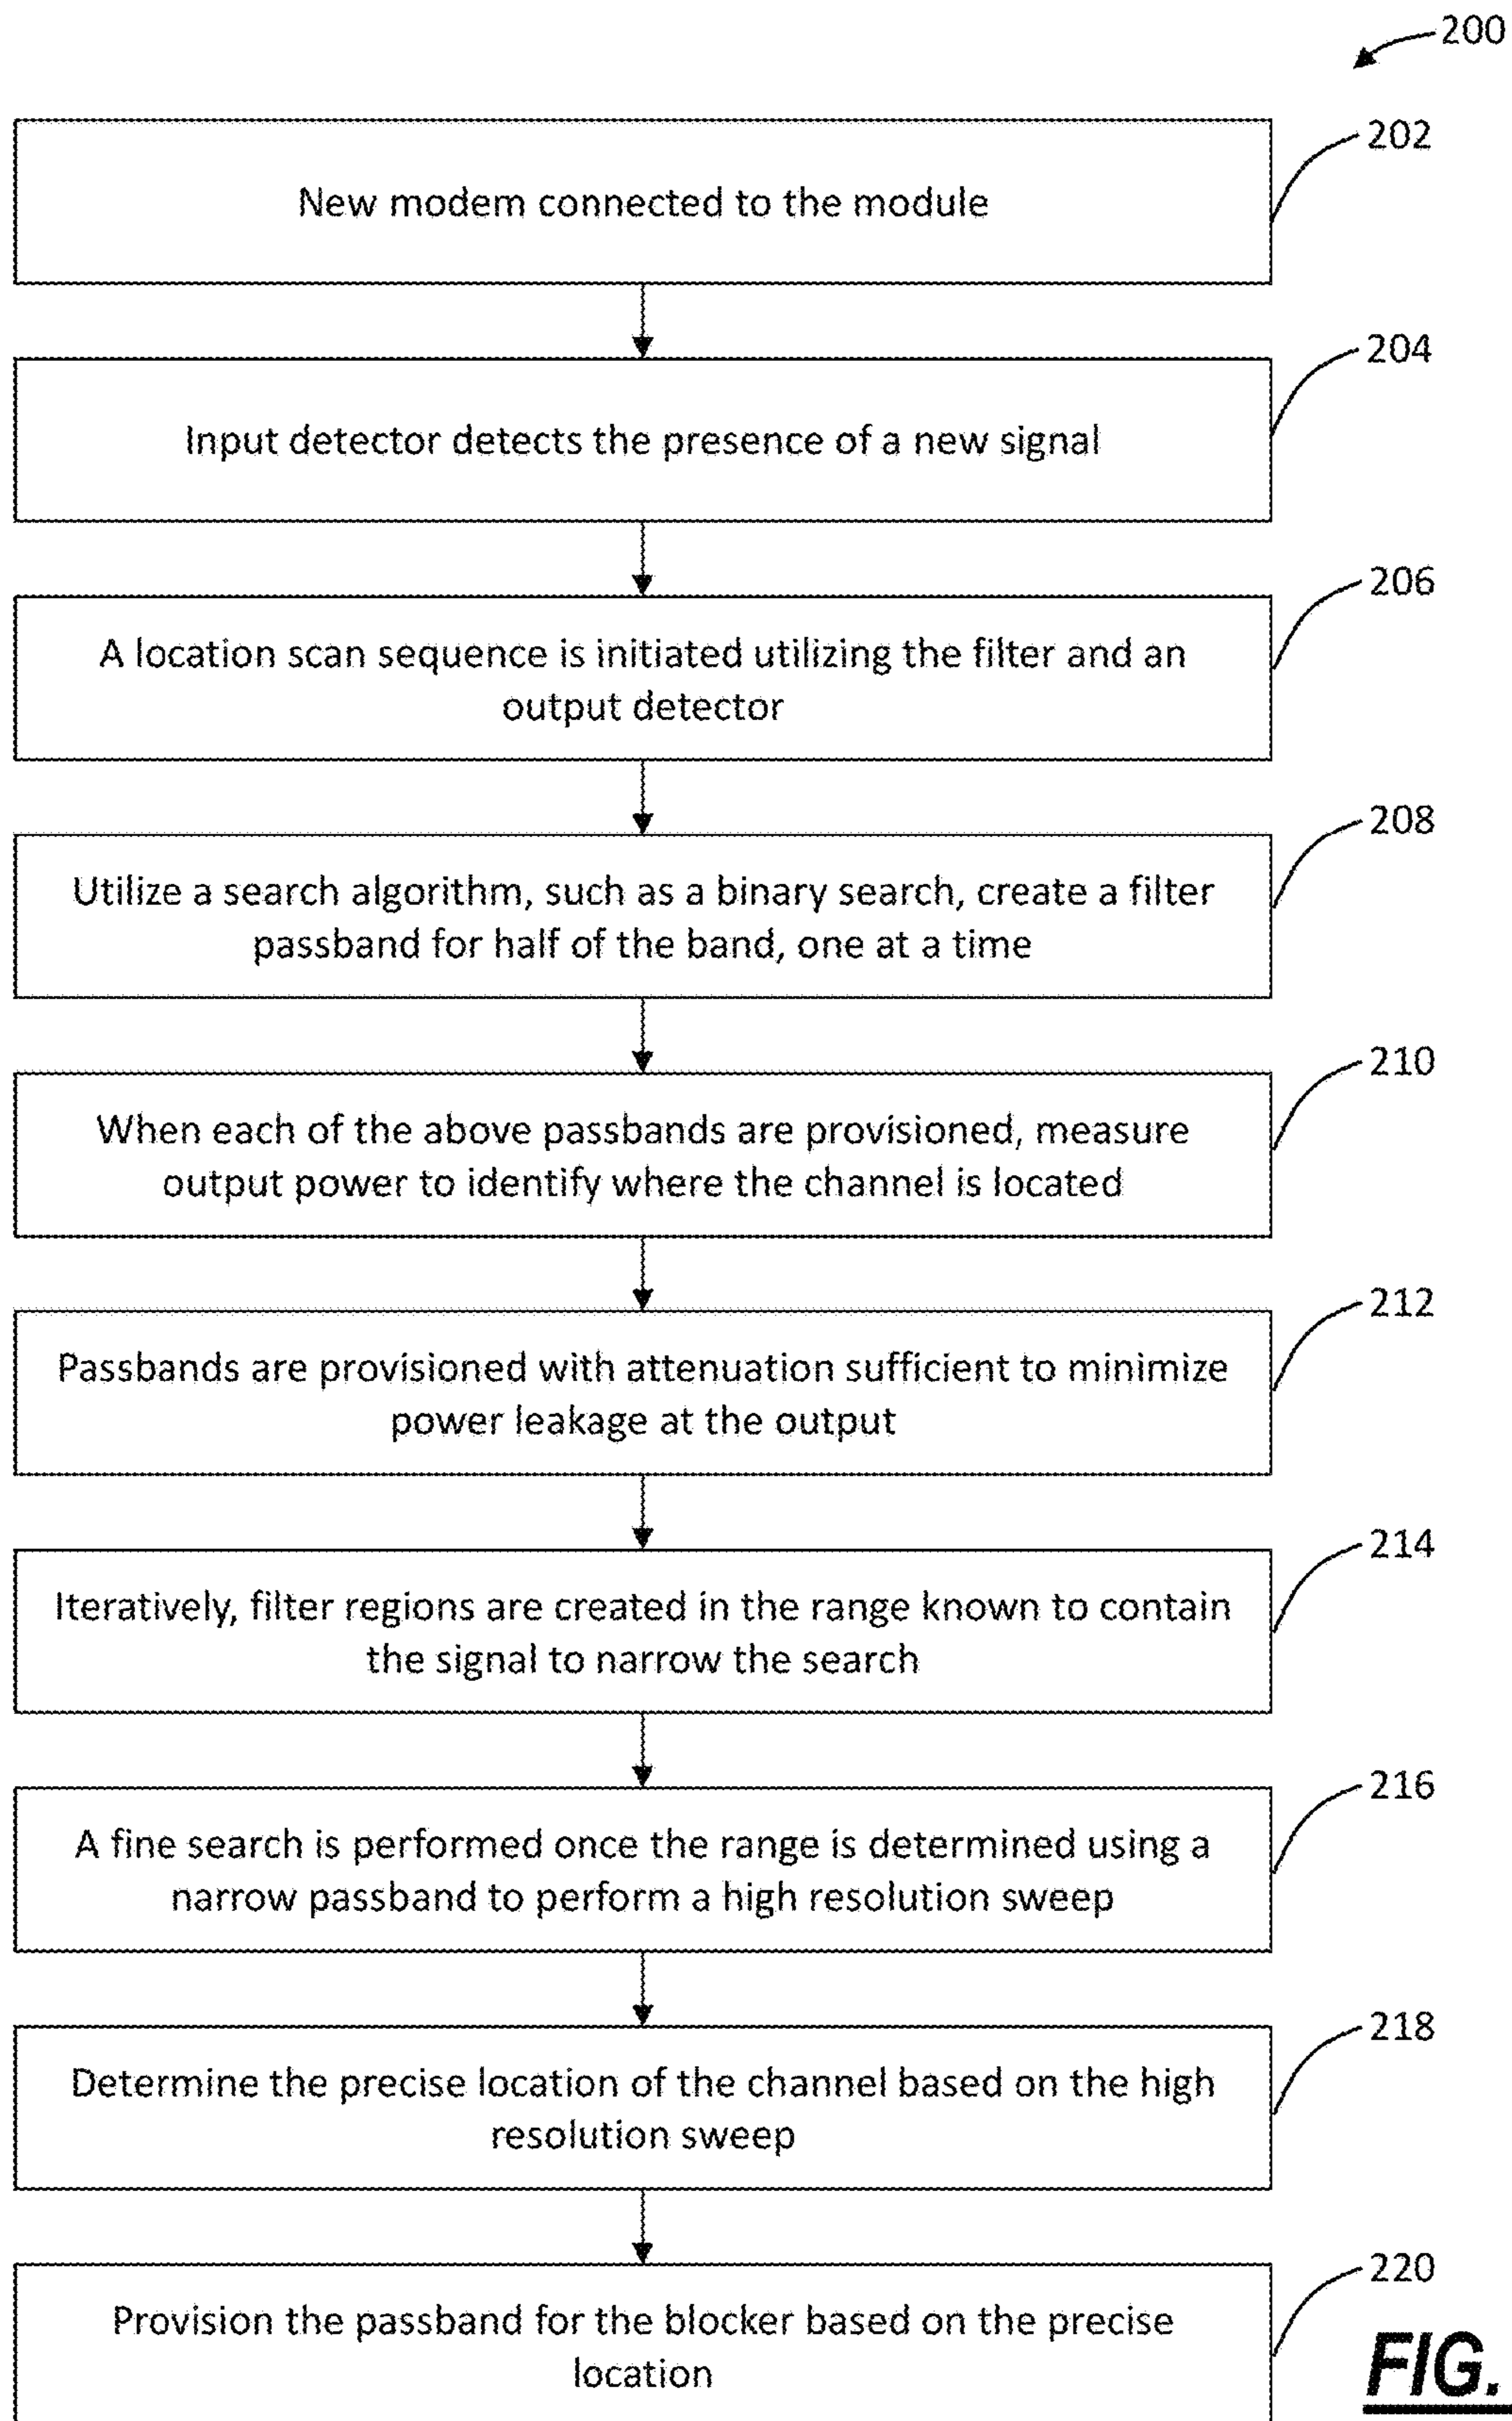 200
202
New modem connected to the module
204
Input detector detects the presence of a new signal
206
A location scan sequence is initiated utilizing the filter and an
output detector
208
Utilize a search algorithm, such as a binary search, create a filter
passband for half of the band, one at a time
210
When each of the above passbands are provisioned, measure
output power to identify where the channel is located
212
Passbands are provisioned with attenuation sufficient to minimize
power leakage at the output
214
Iteratively, filter regions are created in the range known to contain
the signal to narrow the search
216
A fine search is performed once the range is determined using a
narrow passband to perform a high resolution sweep
218
Determine the precise location of the channel based on the high
resolution sweep
220
Provision the passband for the blocker based on the precise
location
FIG.